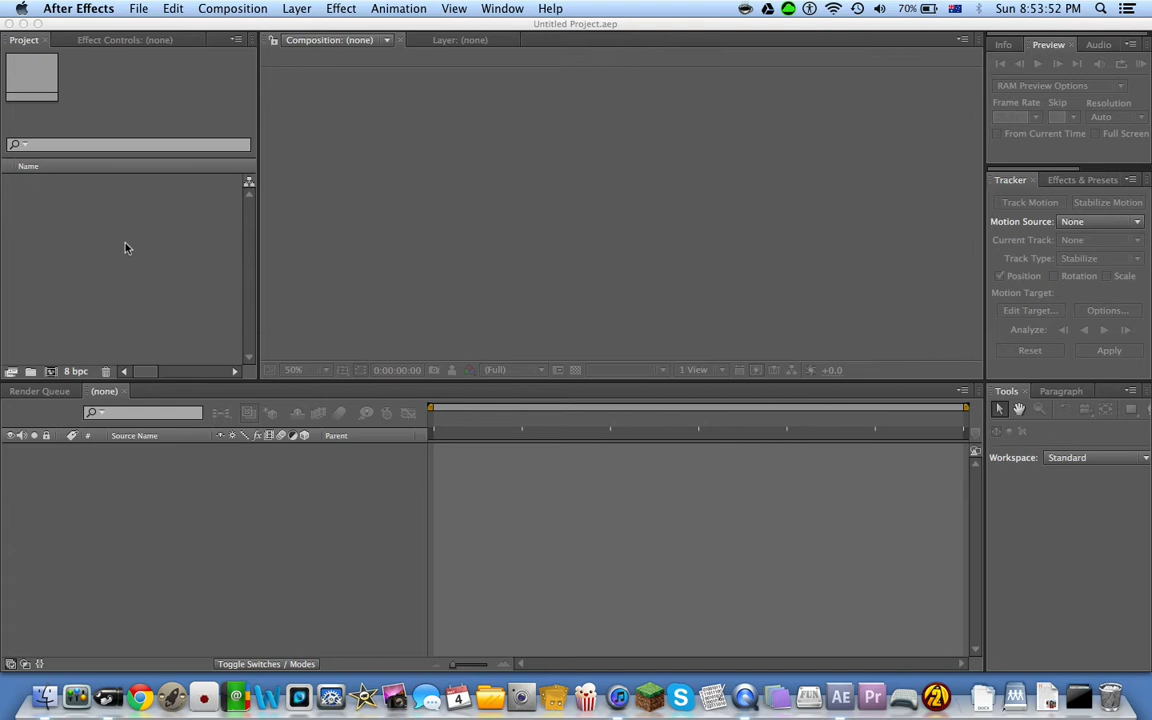 After Effects File Edit Composition Layer Effect Animation View Window Help 70% Sun 8:53:52
Untitled Project.aep
Project Effect Controls: (none) Composition: (none) Layer: (none) Info Preview Audio
RAM Preview Options
Frame Rate Skip Resolution
Auto
From Current Time Full Screen
Name
Tracker Effects & Presets
Track Motion Stabilize Motion
Motion Source: None
Current Track: None
Track Type: Stabilize
Position Rotation Scale
Motion Target:
Edit Target... Options...
Analyze:
Reset Apply
8 bpc 50% 0:00:00:00 (Full) 1 View +0.0
Render Queue (none) Tools Paragraph
# Source Name fx Parent
Workspace: Standard
Toggle Switches / Modes
4 AE Pr